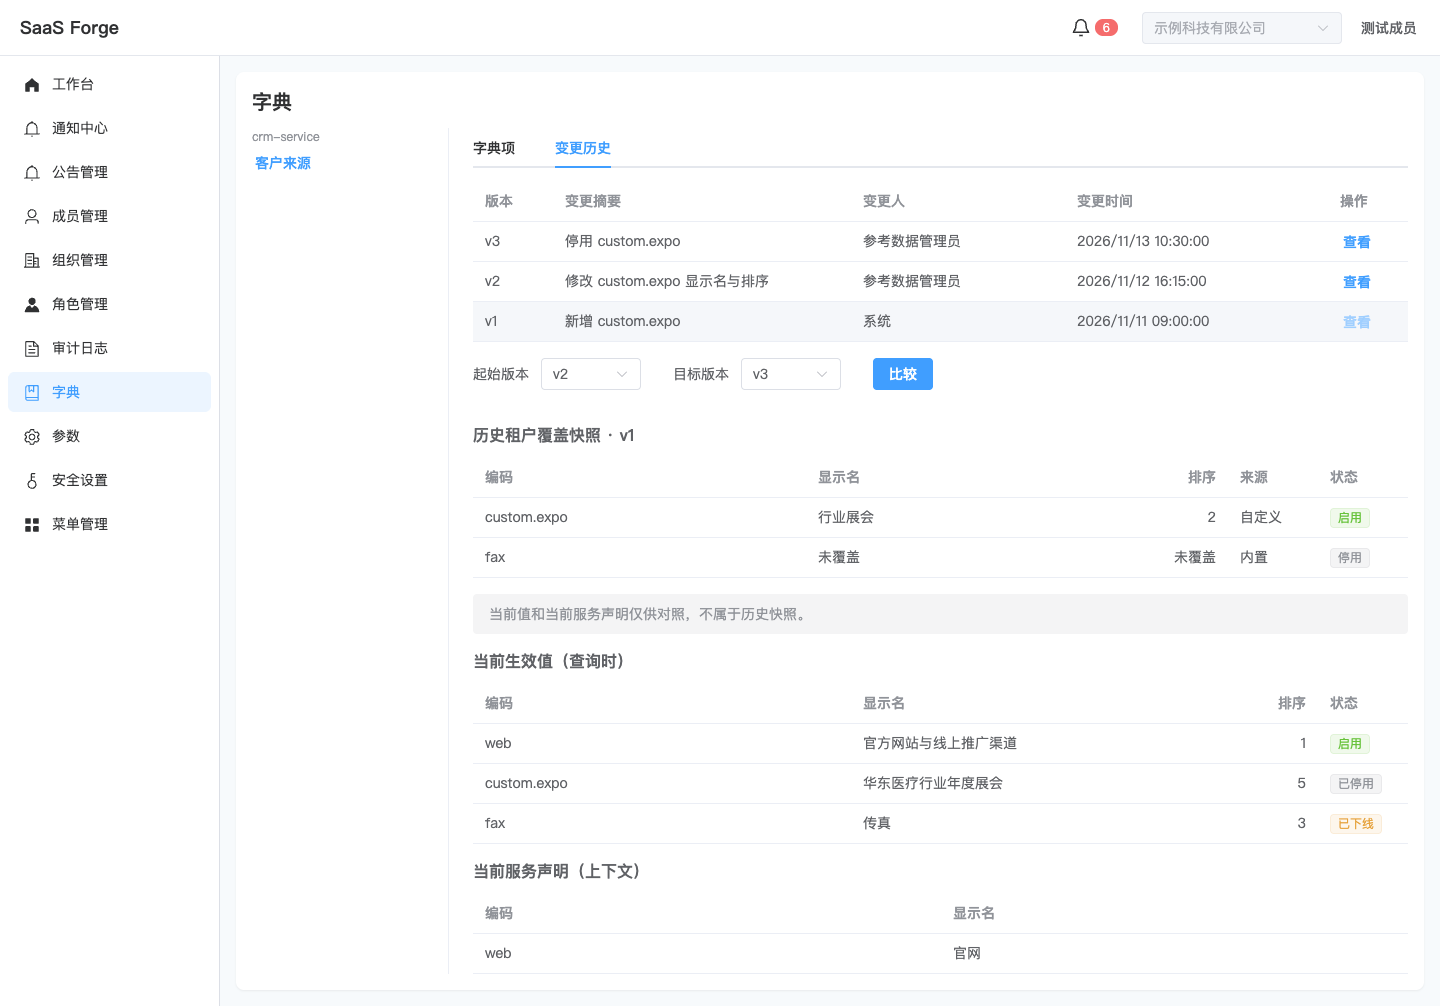 SaaS Forge
6
示例科技有限公司
测试成员
工作台
通知中心
公告管理
成员管理
组织管理
角色管理
审计日志
字典
参数
安全设置
菜单管理
字典
crm-service
客户来源
字典项 变更历史
版本 变更摘要 变更人 变更时间 操作
v3 停用 custom.expo 参考数据管理员 2026/11/13 10:30:00 查看
v2 修改 custom.expo 显示名与排序 参考数据管理员 2026/11/12 16:15:00 查看
v1 新增 custom.expo 系统 2026/11/11 09:00:00 查看
起始版本 v2 目标版本 v3 比较
历史租户覆盖快照 · v1
编码 显示名 排序 来源 状态
custom.expo 行业展会 2 自定义 启用
fax 未覆盖 未覆盖 内置 停用
当前值和当前服务声明仅供对照，不属于历史快照。
当前生效值（查询时）
编码 显示名 排序 状态
web 官方网站与线上推广渠道 1 启用
custom.expo 华东医疗行业年度展会 5 已停用
fax 传真 3 已下线
当前服务声明（上下文）
编码 显示名
web 官网